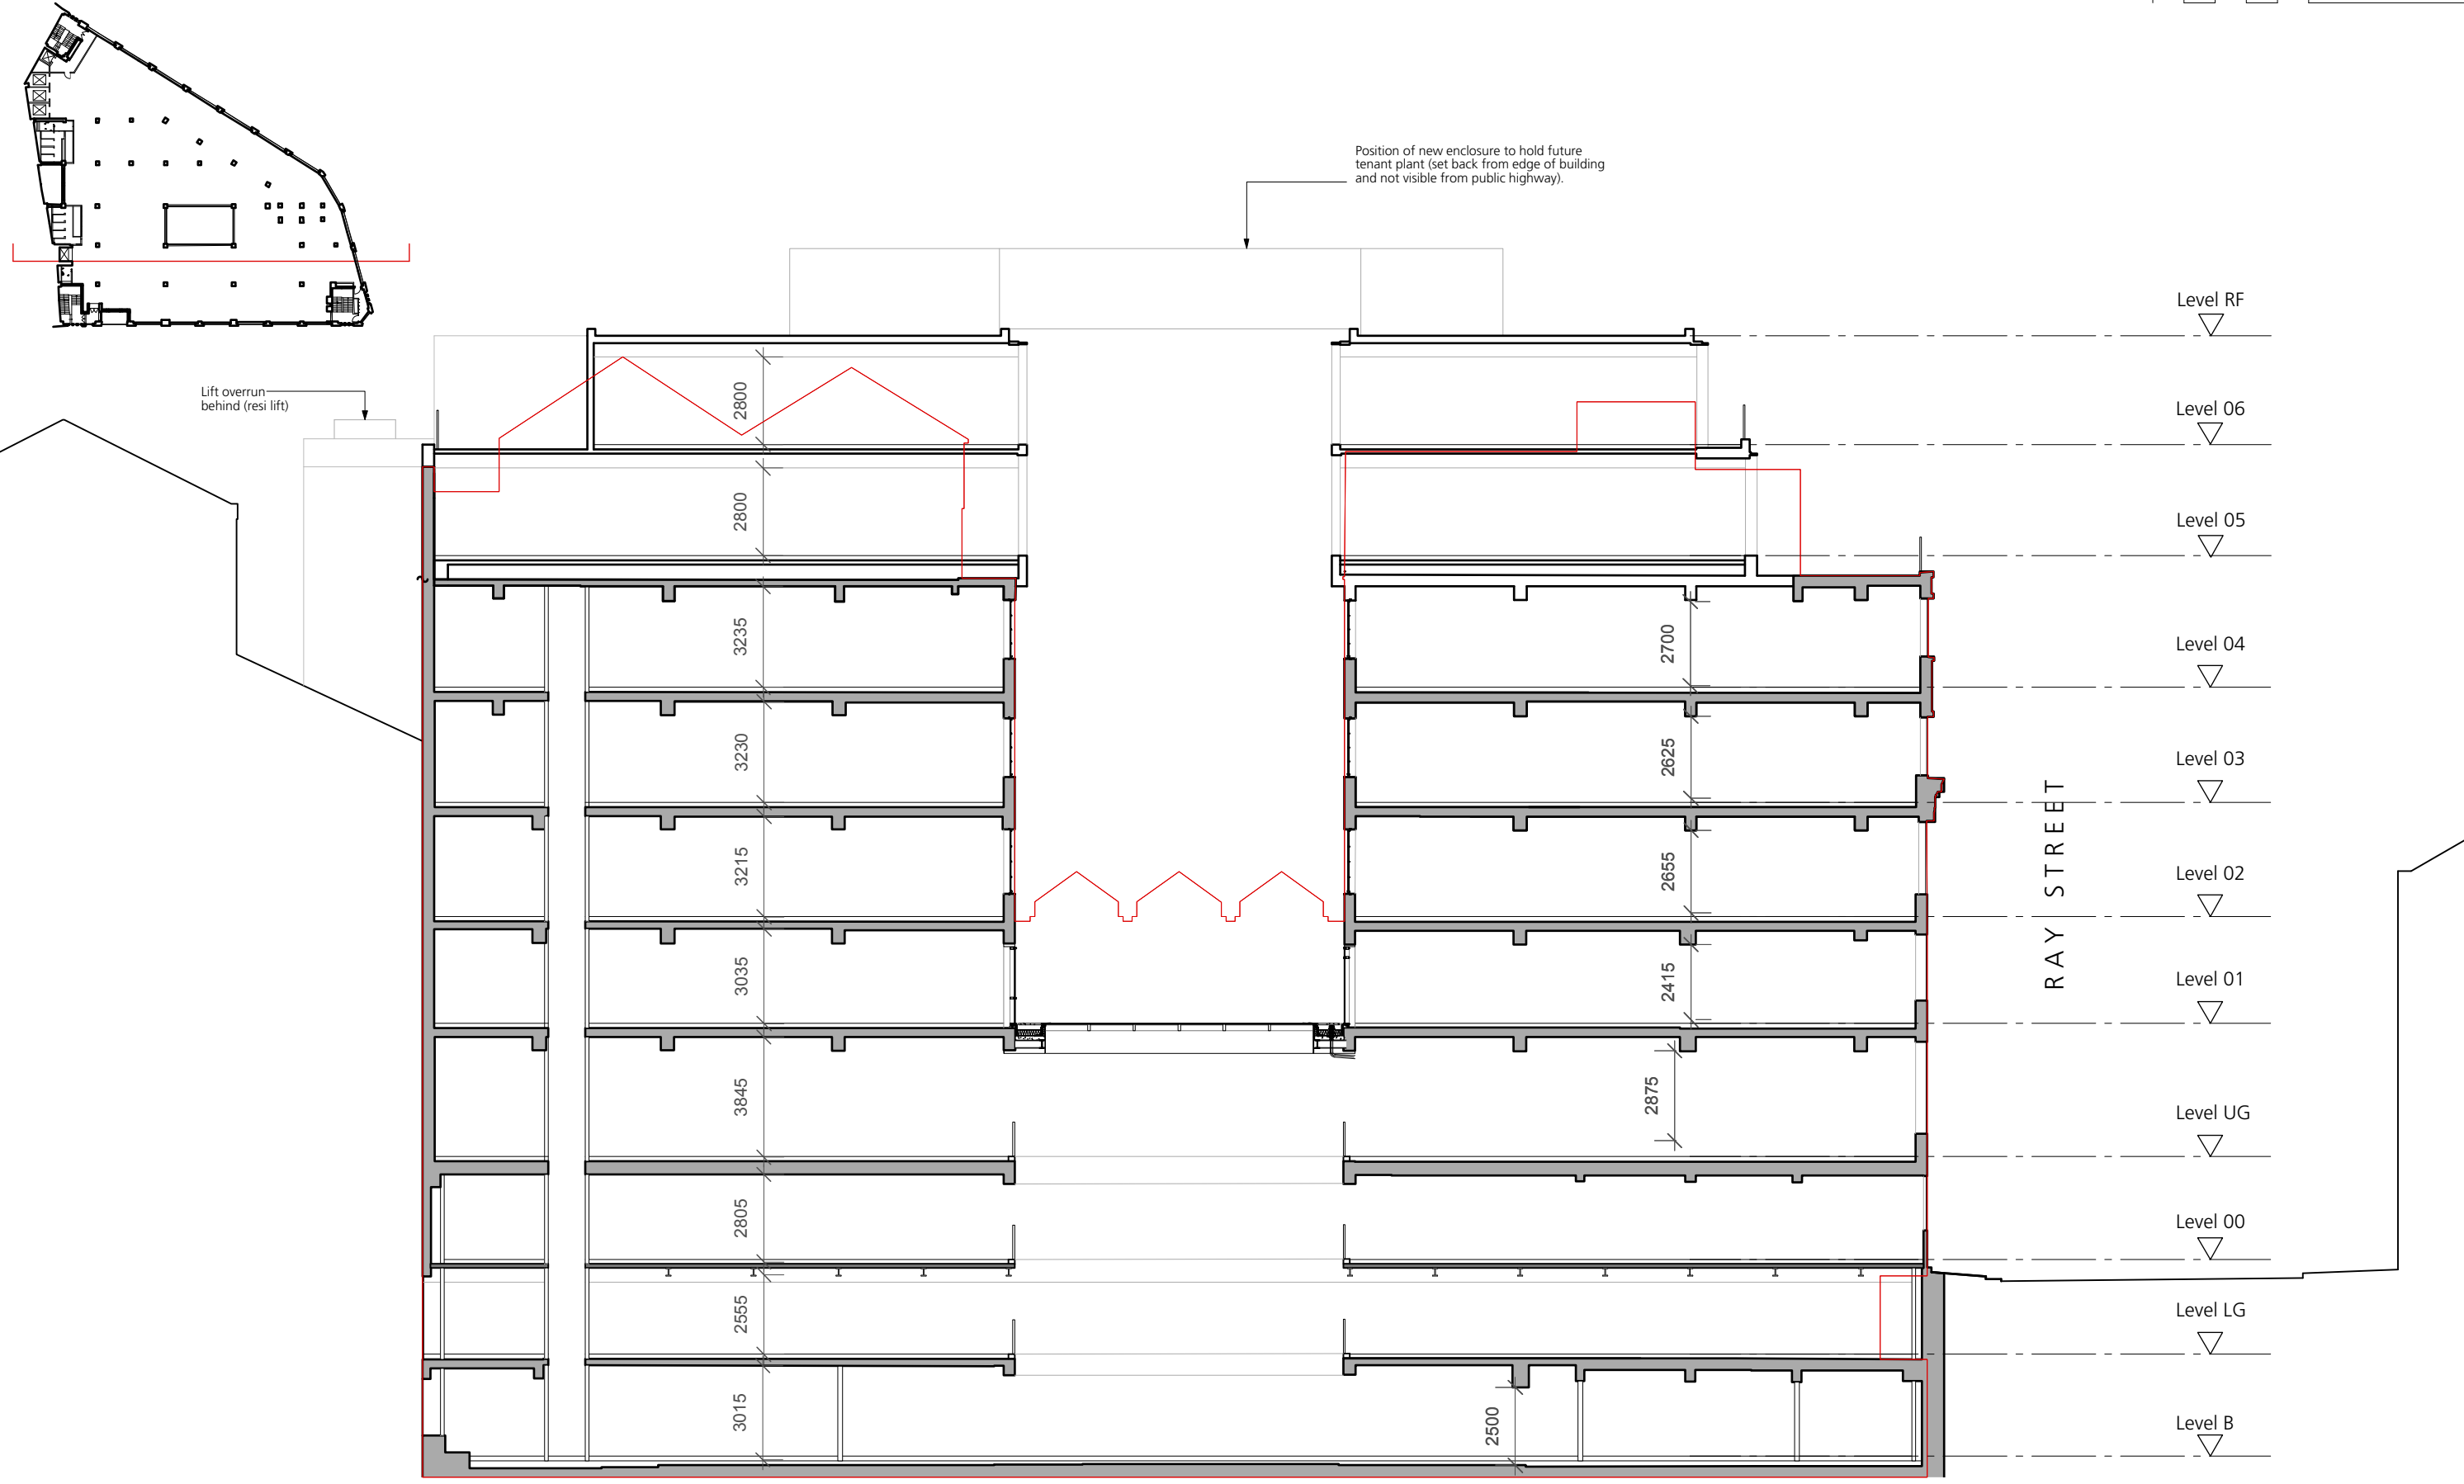 Position of new enclosure to hold future
tenant plant (set back from edge of building
and not visible from public highway).
Level RF
Lift overrun
behind (resi lift)
2800
Level 06
2800
Level 05
3235
2700
Level 04
3230
2625
Level 03
RAY STREET
3215
2655
Level 02
3035
2415
Level 01
3845
2875
Level UG
2805
Level 00
2555
Level LG
3015
2500
Level B